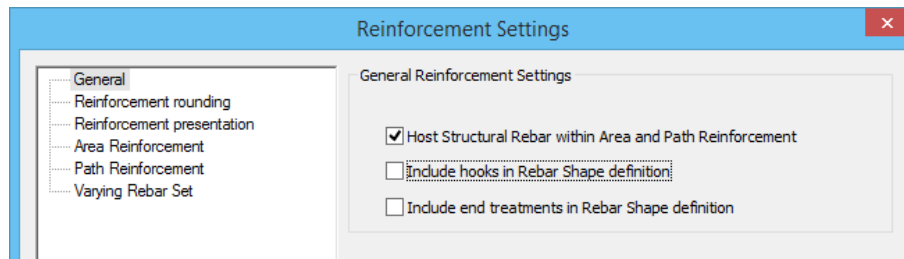 Reinforcement Settings
General
Reinforcement rounding
Reinforcement presentation
Area Reinforcement
Path Reinforcement
Varying Rebar Set
General Reinforcement Settings
Host Structural Rebar within Area and Path Reinforcement
Include hooks in Rebar Shape definition
Include end treatments in Rebar Shape definition